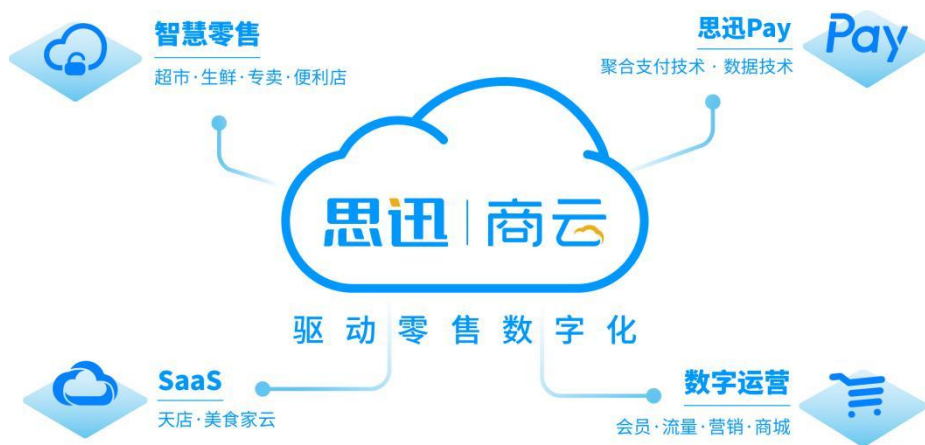 智慧零售
超市·生鲜·专卖·便利店
思迅Pay
聚合支付技术·数据技术
Pay
思迅|商云
驱动零售数字化
SaaS
天店·美食家云
数字运营
会员·流量·营销·商城